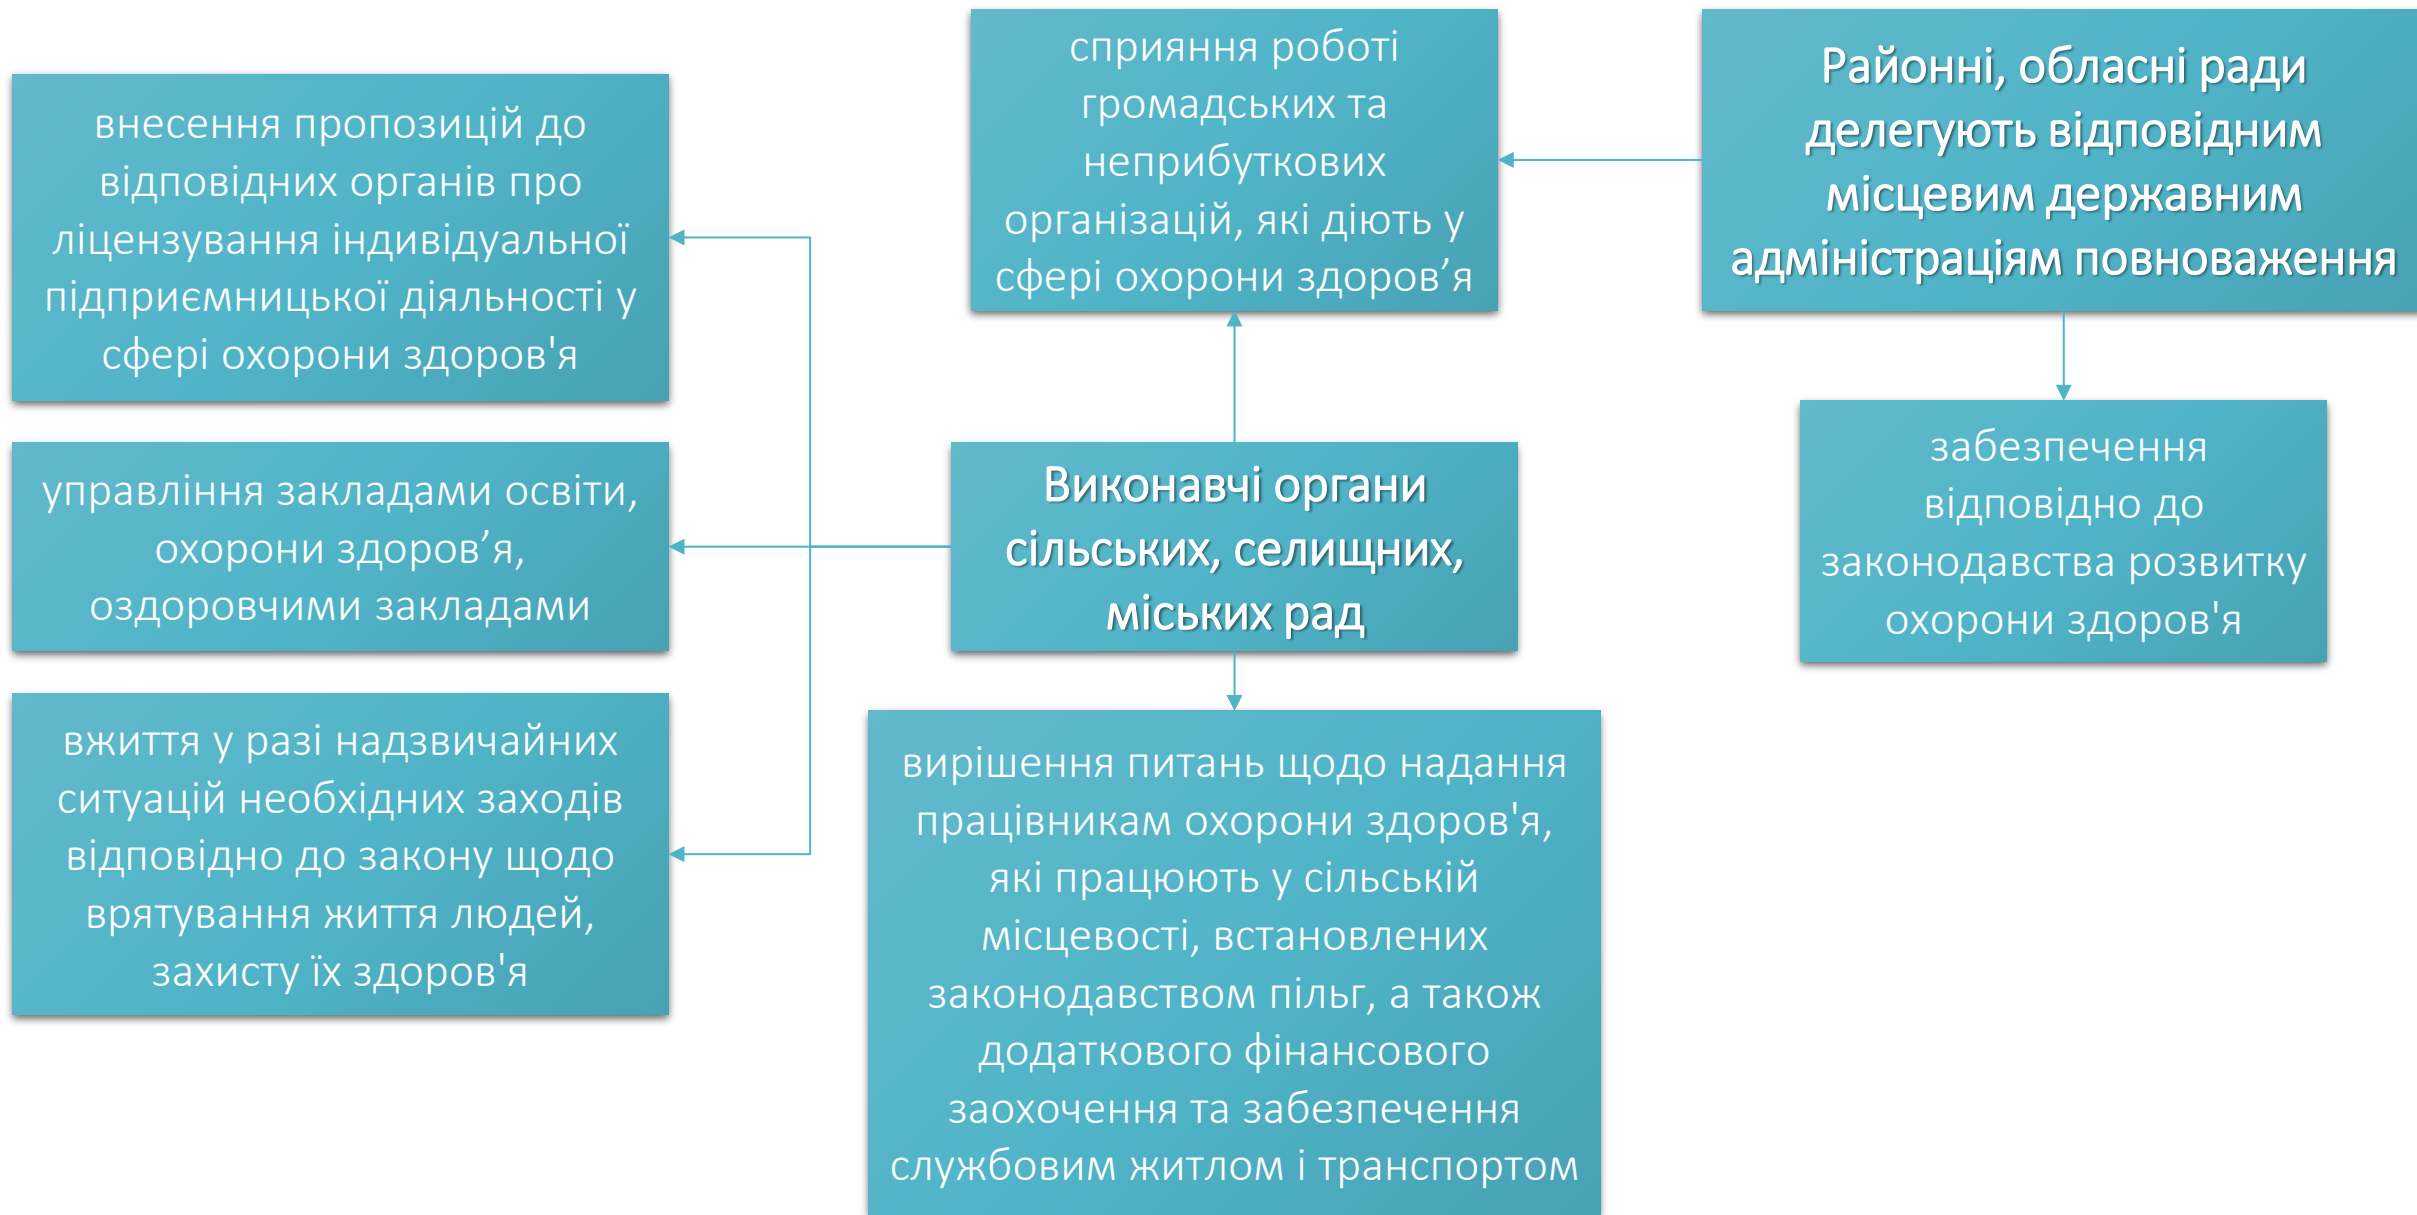 внесення пропозицій до
відповідних органів про
ліцензування індивідуальної
підприємницької діяльності у
сфері охорони здоров'я
управління закладами освіти,
охорони здоров’я,
оздоровчими закладами
вжиття у разі надзвичайних
ситуацій необхідних заходів
відповідно до закону щодо
врятування життя людей,
захисту їх здоров'я
сприяння роботі
громадських та
неприбуткових
організацій, які діють у
сфері охорони здоров’я
Виконавчі органи
сільських, селищних,
міських рад
вирішення питань щодо надання
працівникам охорони здоров'я,
які працюють у сільській
місцевості, встановлених
законодавством пільг, а також
додаткового фінансового
заохочення та забезпечення
службовим житлом і транспортом
Районні, обласні ради
делегують відповідним
місцевим державним
адміністраціям повноваження
забезпечення
відповідно до
законодавства розвитку
охорони здоров'я